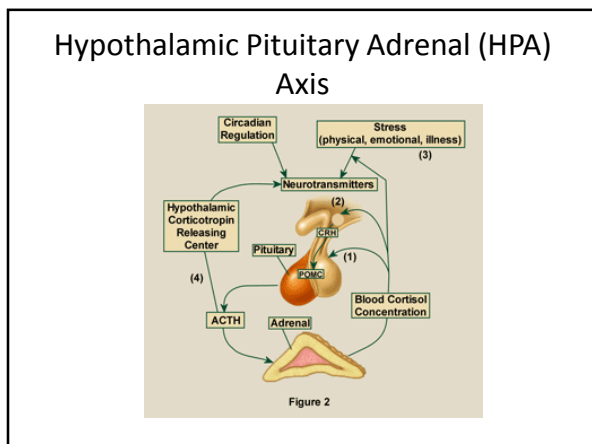 Hypothalamic Pituitary Adrenal (HPA)
Axis
Circadian
Regulation
Stress
(physical, emotional, illness)
(3)
Neurotransmitters
(2)
Hypothalamic
Corticotropin
Releasing
Center
CRH
Pituitary
(1)
POMC
(4)
Blood Cortisol
Concentration
ACTH
Adrenal
Figure 2